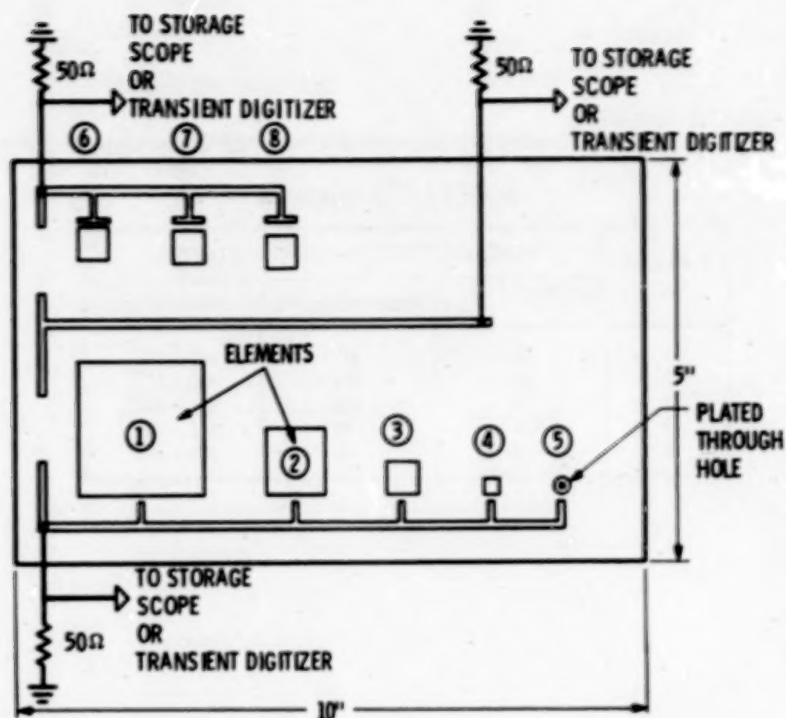 TO STORAGE
SCOPE
OR
TRANSIENT DIGITIZER
50Ω
50Ω
TO STORAGE
SCOPE
OR
TRANSIENT DIGITIZER
6
7
8
ELEMENTS
5"
1
2
3
4
5
PLATED
THROUGH
HOLE
TO STORAGE
SCOPE
OR
TRANSIENT DIGITIZER
50Ω
10"